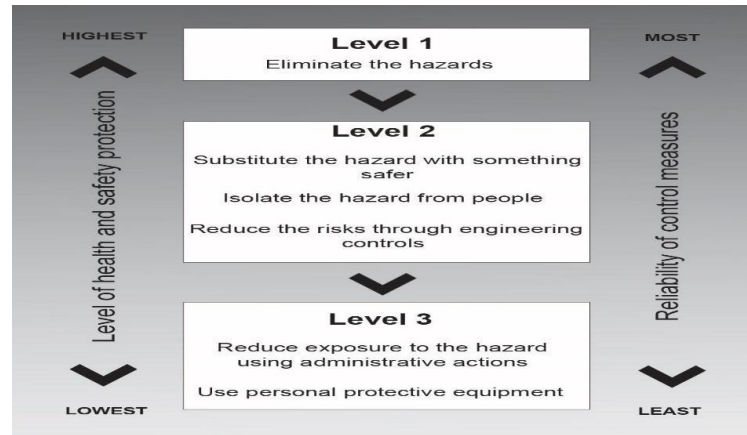 HIGHEST
Level 1
MOST
Eliminate the hazards
Level of health and safety protection
Level 2
Substitute the hazard with something
safer
Isolate the hazard from people
Reduce the risks through engineering
controls
Reliability of control measures
Level 3
Reduce exposure to the hazard
using administrative actions
Use personal protective equipment
LOWEST
LEAST